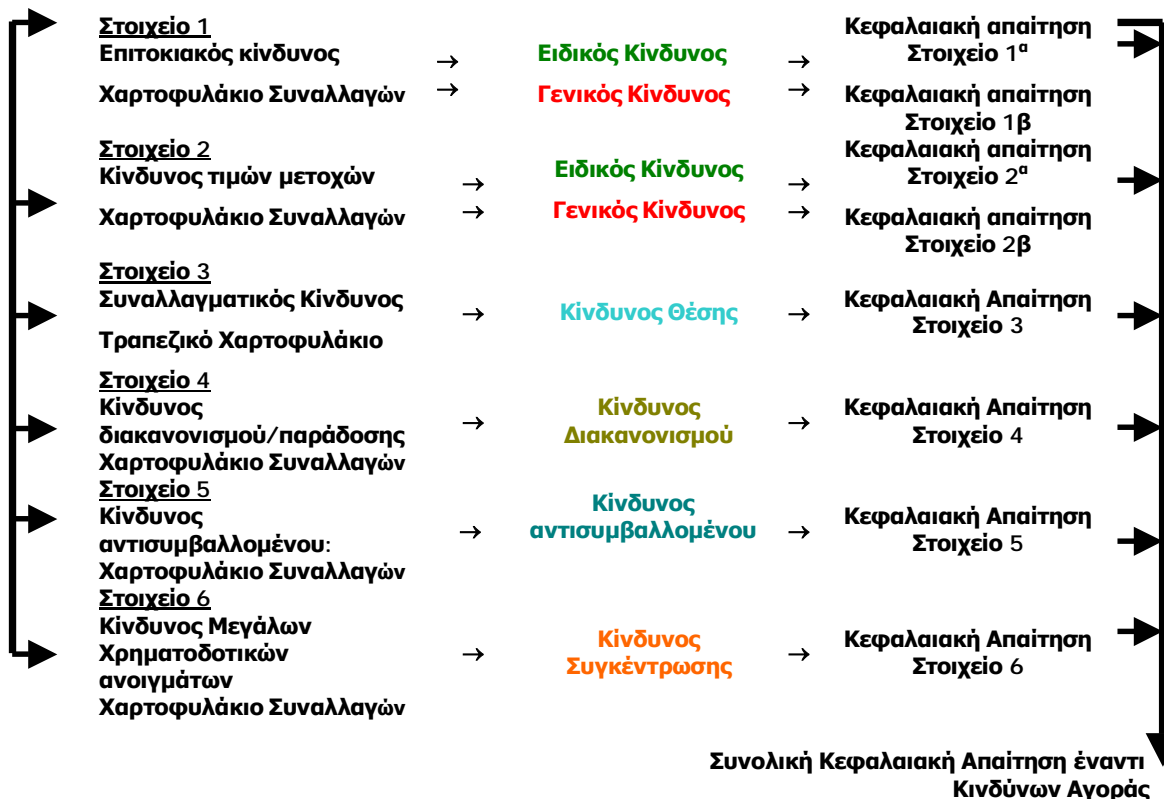 Στοιχείο 1
Επιτοκιακός κίνδυνος → Ειδικός Κίνδυνος → Κεφαλαιακή απαίτηση
Στοιχείο 1α
Χαρτοφυλάκιο Συναλλαγών → Γενικός Κίνδυνος → Κεφαλαιακή απαίτηση
Στοιχείο 1β
Στοιχείο 2
Κίνδυνος τιμών μετοχών → Ειδικός Κίνδυνος → Κεφαλαιακή απαίτηση
Στοιχείο 2α
Χαρτοφυλάκιο Συναλλαγών → Γενικός Κίνδυνος → Κεφαλαιακή απαίτηση
Στοιχείο 2β
Στοιχείο 3
Συναλλαγματικός Κίνδυνος → Κίνδυνος Θέσης → Κεφαλαιακή Απαίτηση
Στοιχείο 3
Τραπεζικό Χαρτοφυλάκιο
Στοιχείο 4
Κίνδυνος
διακανονισμού/παράδοσης
Χαρτοφυλάκιο Συναλλαγών
→
Κίνδυνος
Διακανονισμού
→
Κεφαλαιακή Απαίτηση
Στοιχείο 4
Στοιχείο 5
Κίνδυνος
αντισυμβαλλομένου:
Χαρτοφυλάκιο Συναλλαγών
→
Κίνδυνος
αντισυμβαλλομένου
→
Κεφαλαιακή Απαίτηση
Στοιχείο 5
Στοιχείο 6
Κίνδυνος Μεγάλων
Χρηματοδοτικών
ανοιγμάτων
Χαρτοφυλάκιο Συναλλαγών
→
Κίνδυνος
Συγκέντρωσης
→
Κεφαλαιακή Απαίτηση
Στοιχείο 6
Συνολική Κεφαλαιακή Απαίτηση έναντι
Κινδύνων Αγοράς